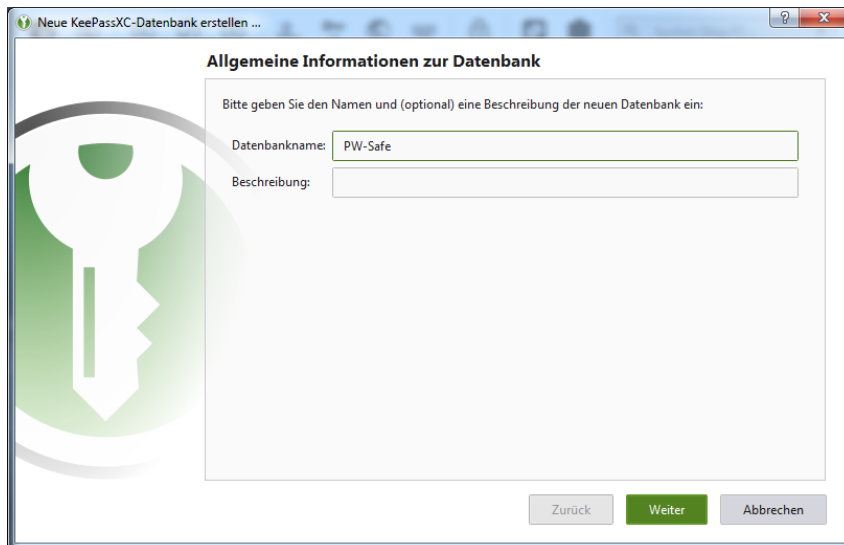 Neue KeePassXC-Datenbank erstellen ...
Allgemeine Informationen zur Datenbank
Bitte geben Sie den Namen und (optional) eine Beschreibung der neuen Datenbank ein:
Datenbankname: PW-Safe
Beschreibung:
Zurück Weiter Abbrechen